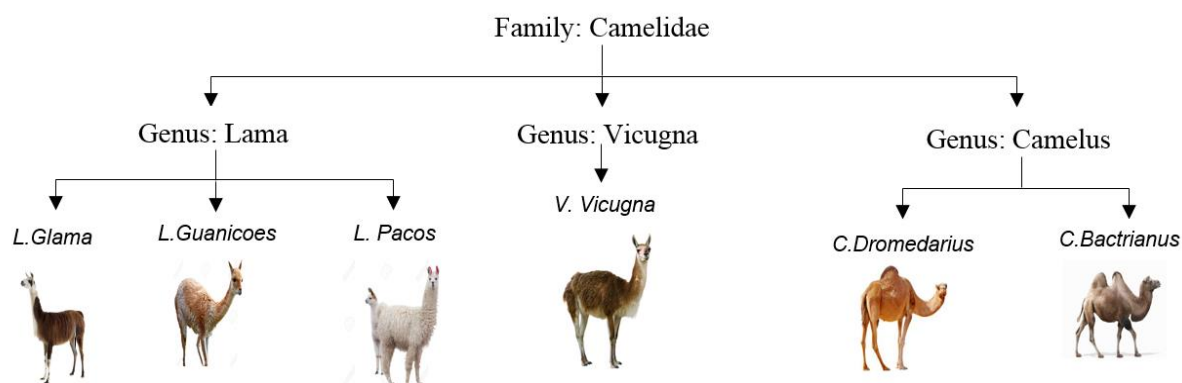 Family: Camelidae
Genus: Lama
Genus: Vicugna
Genus: Camelus
L.Glama
L.Guanicoes
L. Pacos
V. Vicugna
C.Dromedarius
C.Bactrianus